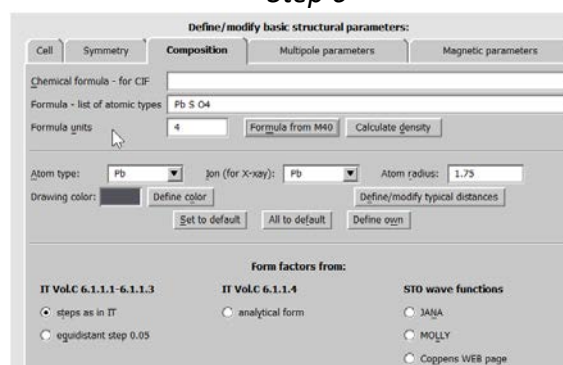 Define/modify basic structural parameters:
Cell Symmetry Composition Multipole parameters Magnetic parameters
Chemical formula - for CIF
Formula - list of atomic types Pb S O4
Formula units 4 Formula from M40 Calculate density
Atom type: Pb Ion (for X-xay): Pb Atom radius: 1.75
Drawing color: Define color Define/modify typical distances
Set to default All to default Define own
Form factors from:
IT Vol.C 6.1.1.1-6.1.1.3 IT Vol.C 6.1.1.4 STO wave functions
steps as in IT analytical form JANA
equidistant step 0.05 MOLLY
Coppens WEB page